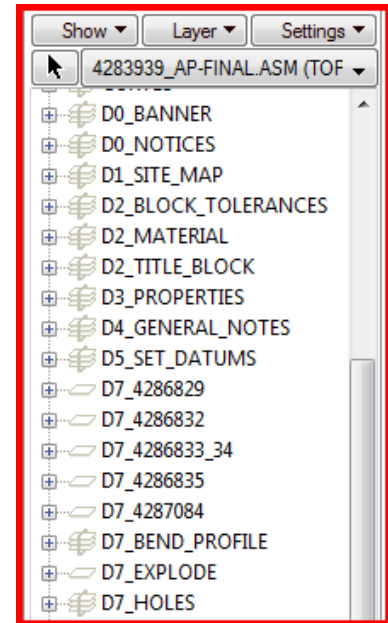 Show Layer Settings
4283939_AP-FINAL.ASM (TOF
D0_BANNER
D0_NOTICES
D1_SITE_MAP
D2_BLOCK_TOLERANCES
D2_MATERIAL
D2_TITLE_BLOCK
D3_PROPERTIES
D4_GENERAL_NOTES
D5_SET_DATUMS
D7_4286829
D7_4286832
D7_4286833_34
D7_4286835
D7_4287084
D7_BEND_PROFILE
D7_EXPLODE
D7_HOLES